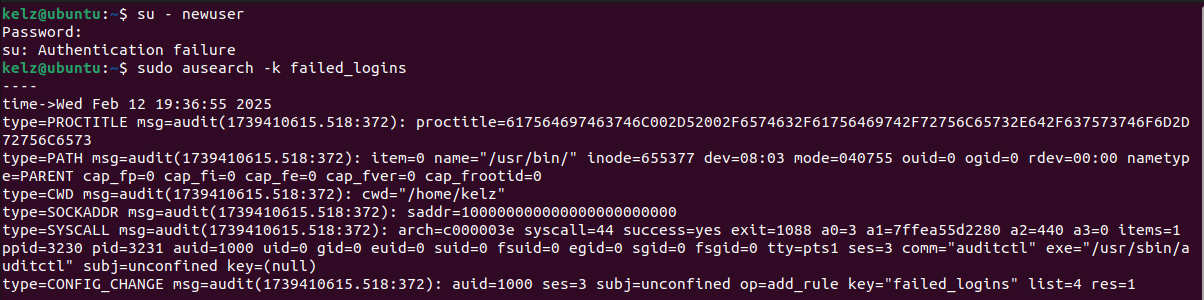 kelz@ubuntu:~$ su - newuser
Password:
su: Authentication failure
kelz@ubuntu:~$ sudo ausearch -k failed_logins
----
time->Wed Feb 12 19:36:55 2025
type=PROCTITLE msg=audit(1739410615.518:372): proctitle=617564697463746C002D52002F6574632F61756469742F72756C65732E642F637573746F6D2D
72756C6573
type=PATH msg=audit(1739410615.518:372): item=0 name="/usr/bin/" inode=655377 dev=08:03 mode=040755 ouid=0 ogid=0 rdev=00:00 nametyp
e=PARENT cap_fp=0 cap_fi=0 cap_fe=0 cap_fver=0 cap_frootid=0
type=CWD msg=audit(1739410615.518:372): cwd="/home/kelz"
type=SOCKADDR msg=audit(1739410615.518:372): saddr=100000000000000000000000
type=SYSCALL msg=audit(1739410615.518:372): arch=c000003e syscall=44 success=yes exit=1088 a0=3 a1=7ffea55d2280 a2=440 a3=0 items=1
ppid=3230 pid=3231 auid=1000 uid=0 gid=0 euid=0 suid=0 fsuid=0 egid=0 sgid=0 fsgid=0 tty=pts1 ses=3 comm="auditctl" exe="/usr/sbin/a
uditctl" subj=unconfined key=(null)
type=CONFIG_CHANGE msg=audit(1739410615.518:372): auid=1000 ses=3 subj=unconfined op=add_rule key="failed_logins" list=4 res=1